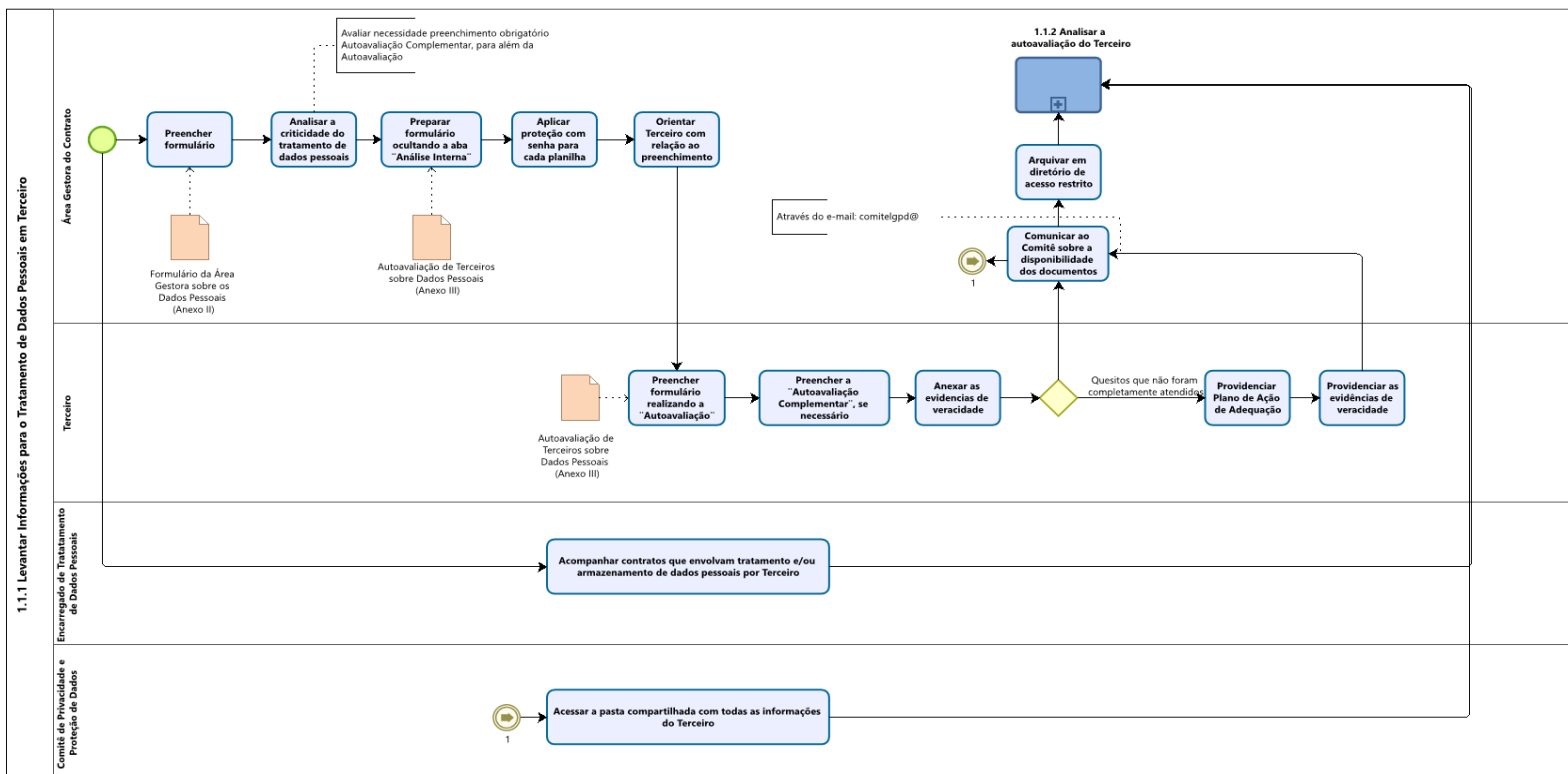 1.1.1 Levantar Informações para o Tratamento de Dados Pessoais em Terceiro
Área Gestora do Contrato
Avaliar necessidade preenchimento obrigatório
Autoavaliação Complementar, para além da
Autoavaliação
Preencher
formulário
Analisar a
criticidade do
tratamento de
dados pessoais
Preparar
formulário
ocultando a aba
¨Análise Interna¨
Aplicar
proteção com
senha para
cada planilha
Orientar
Terceiro com
relação ao
preenchimento
Formulário da Área
Gestora sobre os
Dados Pessoais
(Anexo II)
Autoavaliação de Terceiros
sobre Dados Pessoais
(Anexo III)
1.1.2 Analisar a
autoavaliação do Terceiro
Arquivar em
diretório de
acesso restrito
Através do e-mail: comitelgpd@
Comunicar ao
Comitê sobre a
disponibilidade
dos documentos
1
Terceiro
Autoavaliação de
Terceiros sobre
Dados Pessoais
(Anexo III)
Preencher
formulário
realizando a
¨Autoavaliação¨
Preencher a
¨Autoavaliação
Complementar¨, se
necessário
Anexar as
evidencias de
veracidade
Quesitos que não foram
completamente atendidos
Providenciar
Plano de Ação
de Adequação
Providenciar as
evidências de
veracidade
Encarregado de Tratatamento
de Dados Pessoais
Acompanhar contratos que envolvam tratamento e/ou
armazenamento de dados pessoais por Terceiro
Comitê de Privacidade e
Proteção de Dados
1
Acessar a pasta compartilhada com todas as informações
do Terceiro